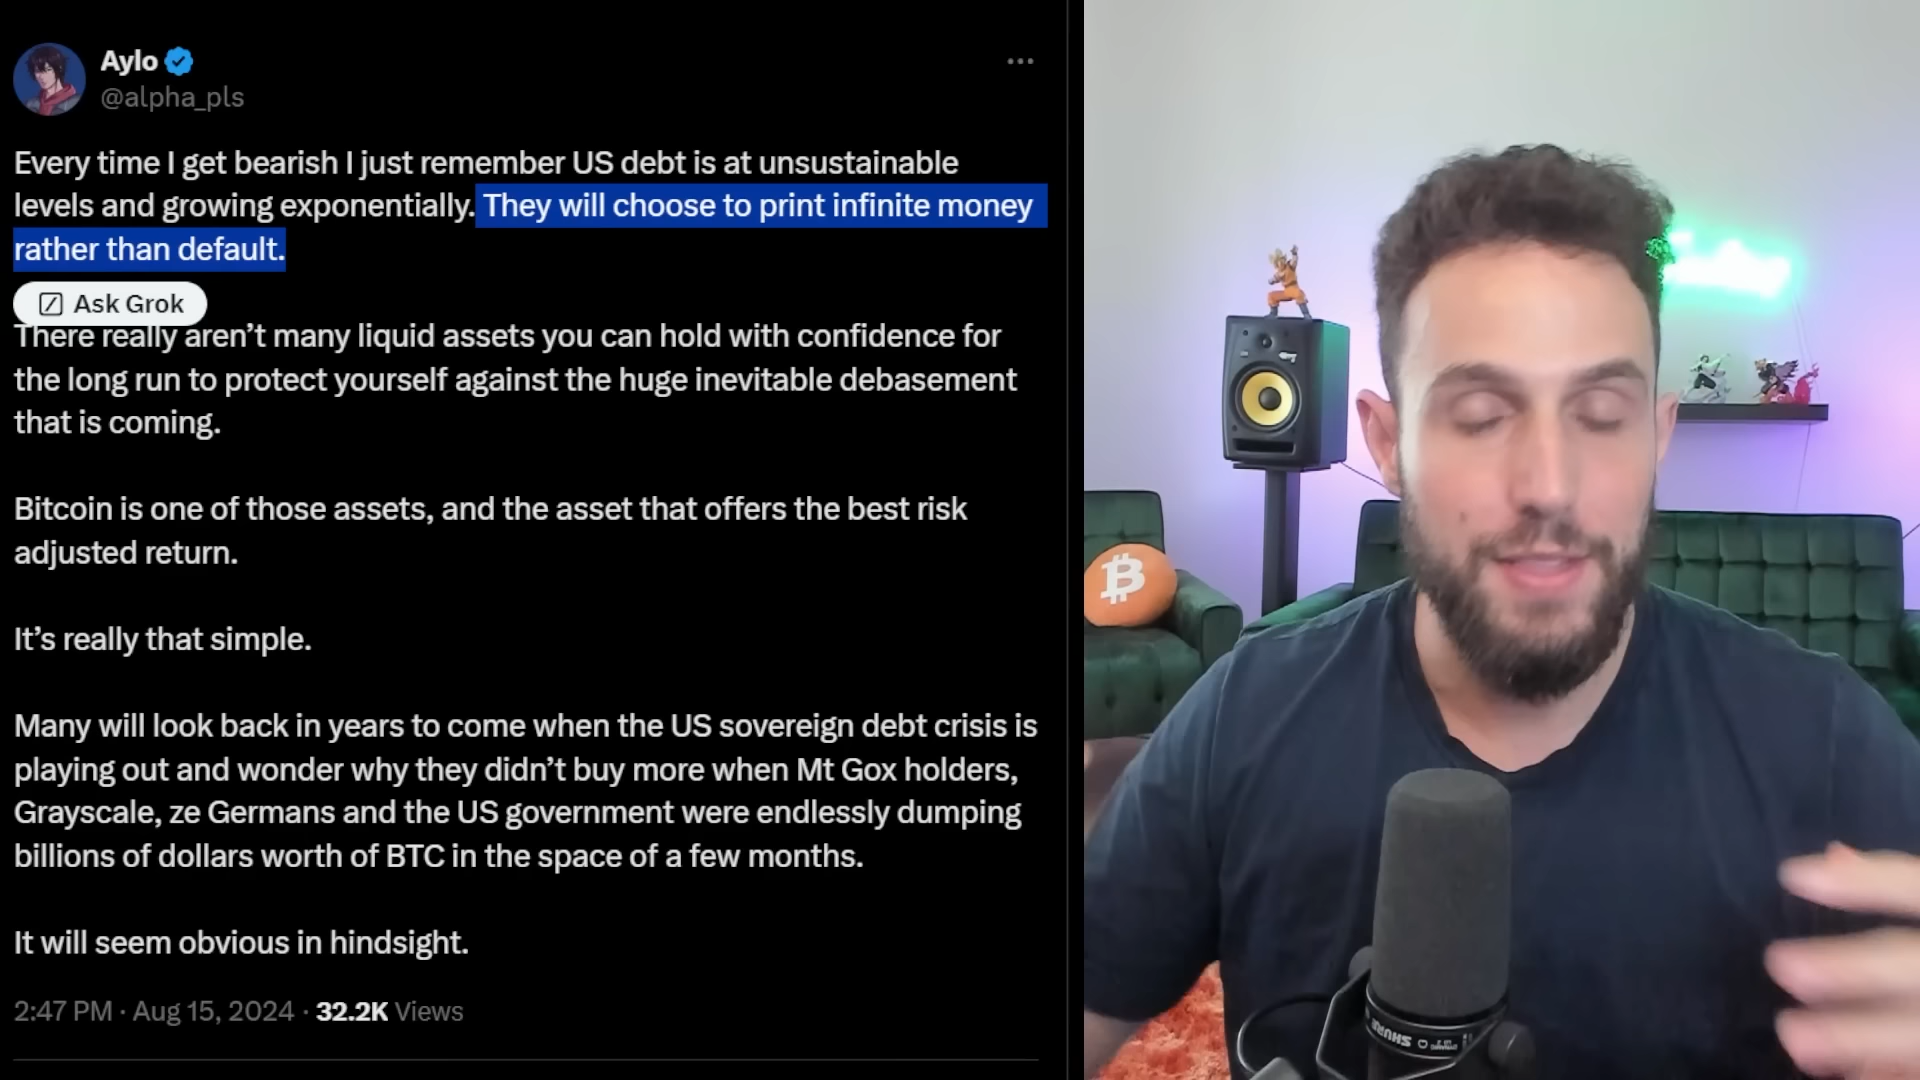 Aylo
@alpha_pls
Every time I get bearish I just remember US debt is at unsustainable
levels and growing exponentially. They will choose to print infinite money
rather than default.
Ask Grok
There really aren’t many liquid assets you can hold with confidence for
the long run to protect yourself against the huge inevitable debasement
that is coming.
Bitcoin is one of those assets, and the asset that offers the best risk
adjusted return.
It’s really that simple.
Many will look back in years to come when the US sovereign debt crisis is
playing out and wonder why they didn’t buy more when Mt Gox holders,
Grayscale, ze Germans and the US government were endlessly dumping
billions of dollars worth of BTC in the space of a few months.
It will seem obvious in hindsight.
2:47 PM · Aug 15, 2024 · 32.2K Views
SHURE